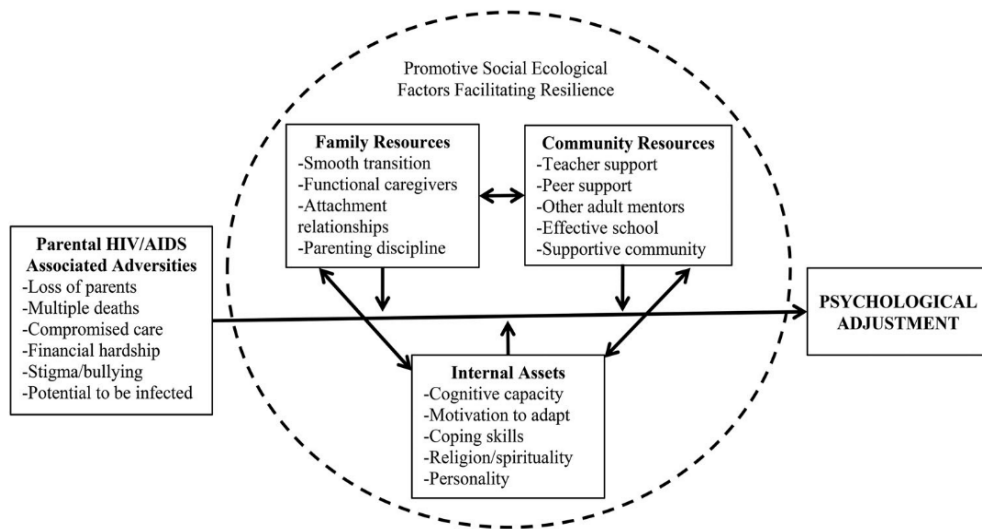 Promotive Social Ecological
Factors Facilitating Resilience
Family Resources
-Smooth transition
-Functional caregivers
-Attachment
relationships
-Parenting discipline
Community Resources
-Teacher support
-Peer support
-Other adult mentors
-Effective school
-Supportive community
Parental HIV/AIDS
Associated Adversities
-Loss of parents
-Multiple deaths
-Compromised care
-Financial hardship
-Stigma/bullying
-Potential to be infected
PSYCHOLOGICAL
ADJUSTMENT
Internal Assets
-Cognitive capacity
-Motivation to adapt
-Coping skills
-Religion/spirituality
-Personality